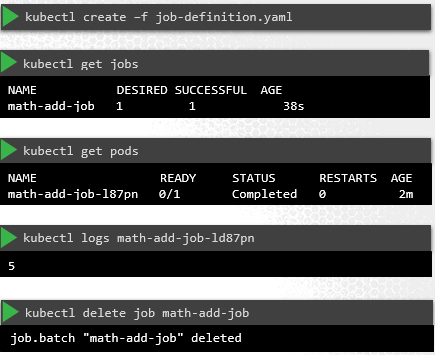 kubectl create –f job-definition.yaml
kubectl get jobs
NAME DESIRED SUCCESSFUL AGE
math-add-job 1 1 38s
kubectl get pods
NAME READY STATUS RESTARTS AGE
math-add-job-l87pn 0/1 Completed 0 2m
kubectl logs math-add-job-ld87pn
5
kubectl delete job math-add-job
job.batch "math-add-job" deleted